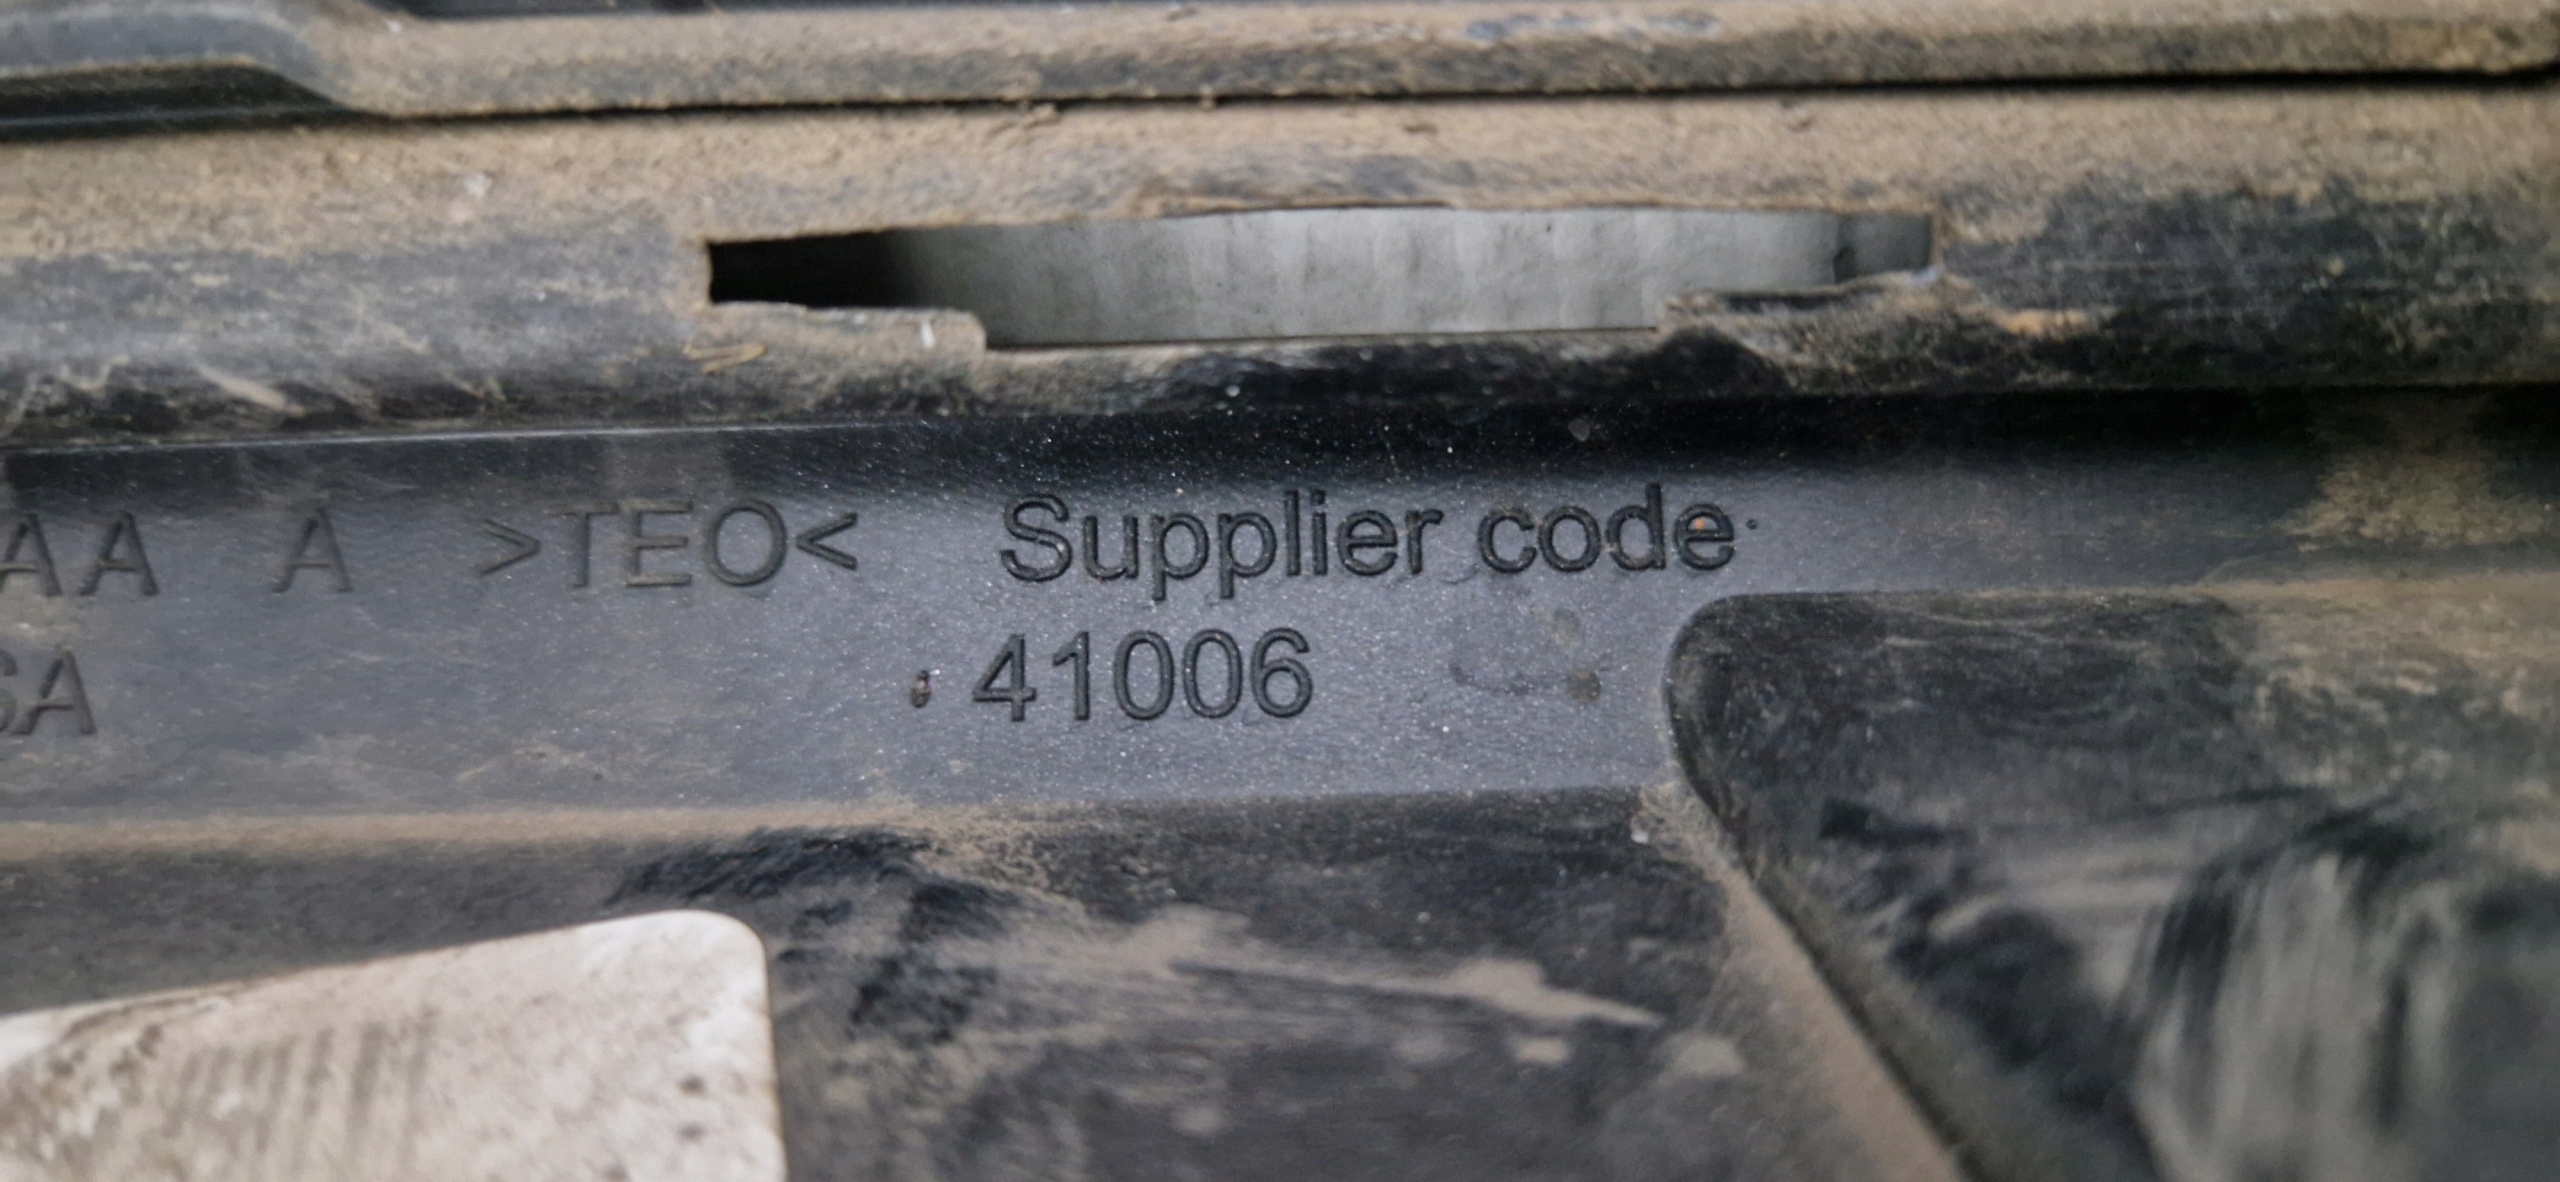 AA A >TEO< Supplier code
SA 41006